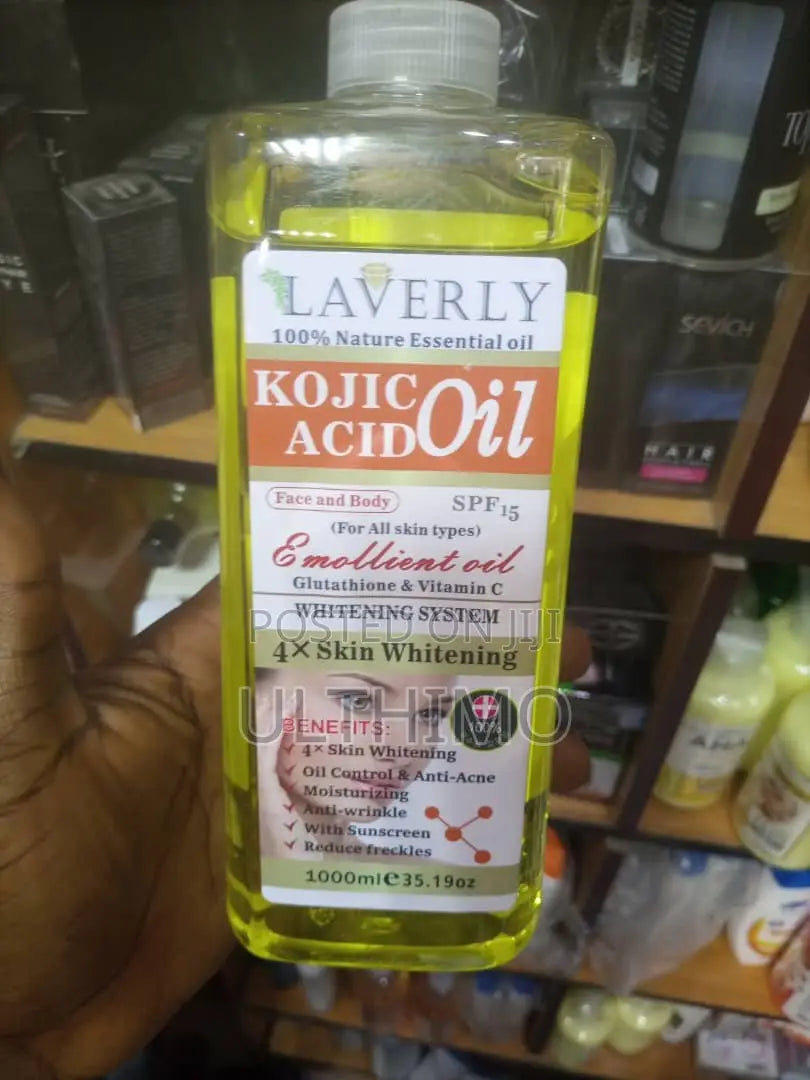 LAVERLY
100% Nature Essential oil
KOJIC
ACID Oil
Face and Body
SPF15
(For All skin types)
Emollient oil
Glutathione & Vitamin C
WHITENING SYSTEM
POSTED ON JIJI
4× Skin Whitening
ULTHIMO
BENEFITS:
100%
✓ 4× Skin Whitening
✓ Oil Control & Anti-Acne
Moisturizing
✓ Anti-wrinkle
✓ With Sunscreen
✓ Reduce freckles
1000ml e 35.19oz
SEVICH
HAIR